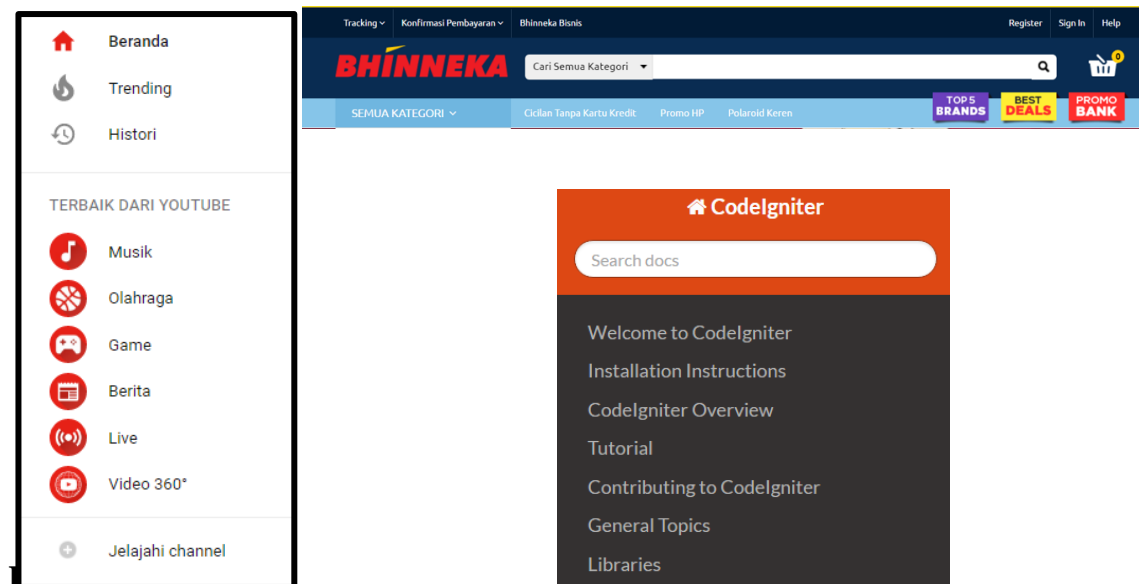 Beranda
Trending
Histori
TERBAIK DARI YOUTUBE
Musik
Olahraga
Game
Berita
Live
Video 360°
Jelajahi channel
Tracking Konfirmasi Pembayaran Bhinneka Bisnis Register Sign In Help
BHINNEKA Cari Semua Kategori 0
SEMUA KATEGORI Cicilan Tanpa Kartu Kredit Promo HP Polaroid Keren
TOP 5
BRANDS
BEST
DEALS
PROMO
BANK
CodeIgniter
Search docs
Welcome to CodeIgniter
Installation Instructions
CodeIgniter Overview
Tutorial
Contributing to CodeIgniter
General Topics
Libraries